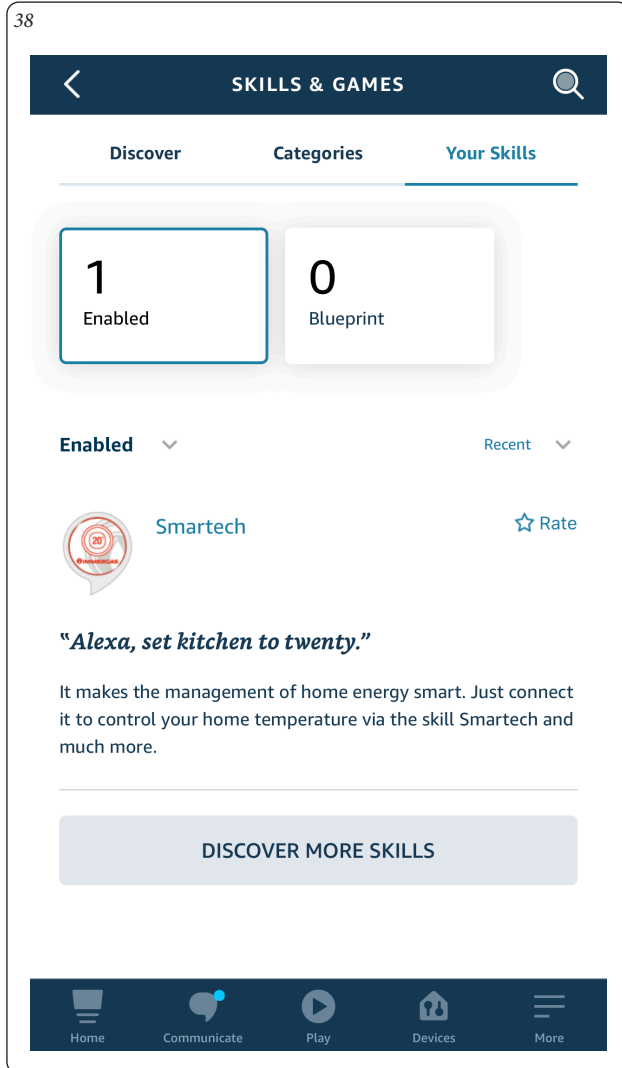 38
SKILLS & GAMES
Discover Categories Your Skills
1
Enabled
0
Blueprint
Enabled Recent
Smartech Rate
20°
IMMERGAS
“Alexa, set kitchen to twenty.”
It makes the management of home energy smart. Just connect
it to control your home temperature via the skill Smartech and
much more.
DISCOVER MORE SKILLS
Home Communicate Play Devices More